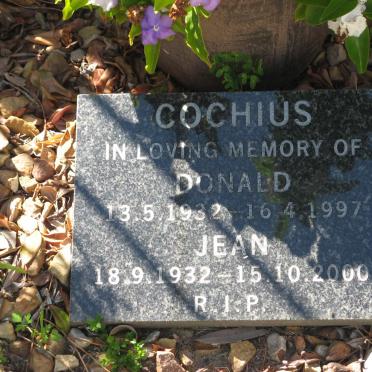 COCHIUS
IN LOVING MEMORY OF
DONALD
13.5.1932 - 16.4.1997
JEAN
18.9.1932 - 15.10.2000
R.I.P.